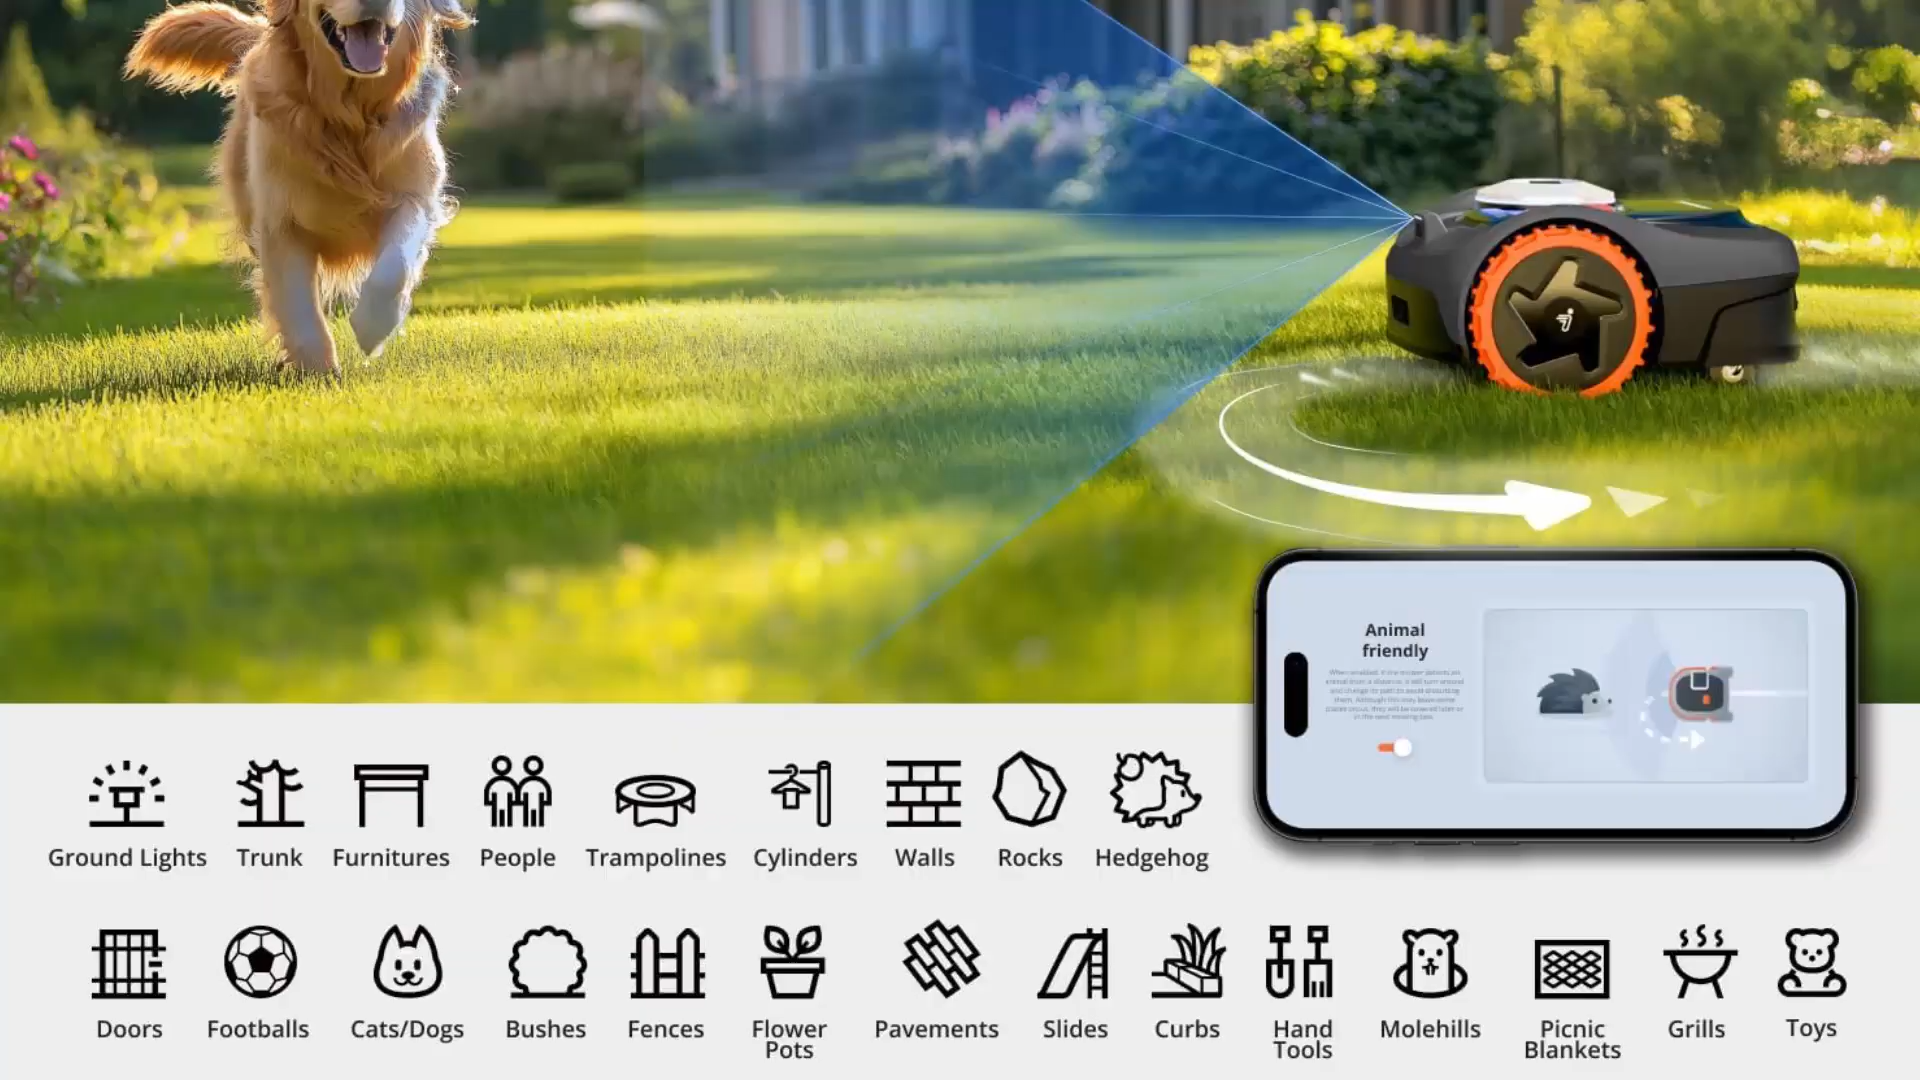 Animal
friendly
Ground Lights
Trunk
Furnitures
People
Trampolines
Cylinders
Walls
Rocks
Hedgehog
Doors
Footballs
Cats/Dogs
Bushes
Fences
Flower
Pots
Pavements
Slides
Curbs
Hand
Tools
Molehills
Picnic
Blankets
Grills
Toys